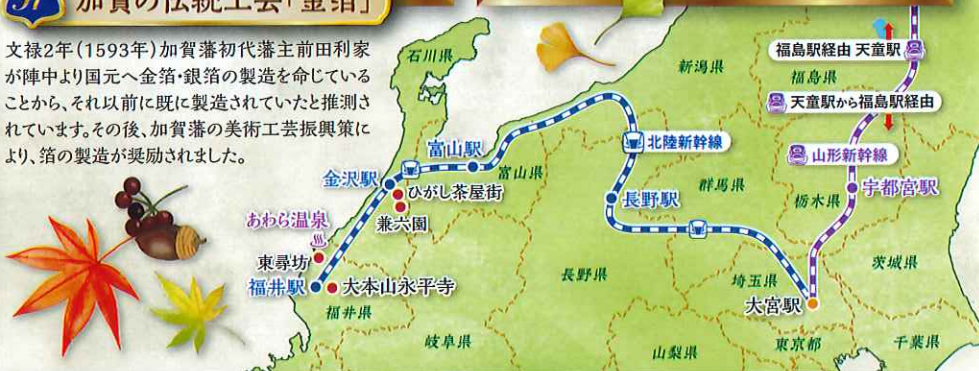 37 加賀の伝統工芸「金箔」
文禄2年(1593年)加賀藩初代藩主前田利家
が陣中より国元へ金箔・銀箔の製造を命じている
ことから、それ以前に既に製造されていたと推測さ
れています。その後、加賀藩の美術工芸振興策に
より、箔の製造が奨励されました。
石川県
新潟県
福島駅経由 天童駅
福島県
天童駅から福島駅経由
北陸新幹線
山形新幹線
富山駅
富山県
金沢駅
ひがし茶屋街
兼六園
群馬県
宇都宮駅
栃木県
長野駅
あわら温泉
東尋坊
福井駅
大本山永平寺
福井県
長野県
埼玉県
茨城県
大宮駅
岐阜県
山梨県
東京都
千葉県